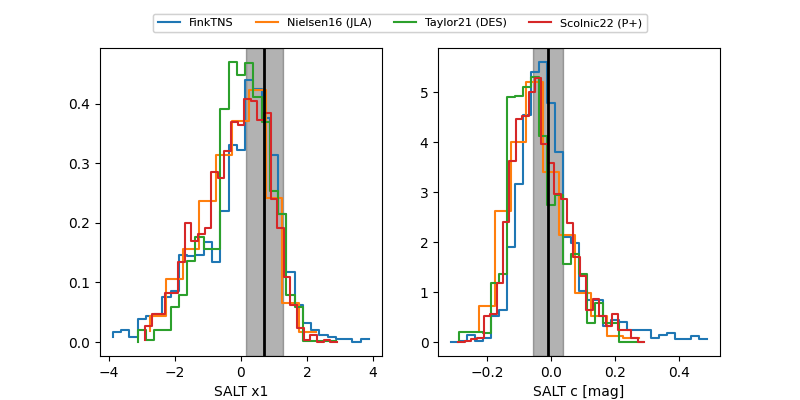 FinkTNS Nielsen16 (JLA) Taylor21 (DES) Scolnic22 (P+)
0.4
0.3
0.2
0.1
0.0
−4 −2 0 2 4
SALT x1
5
4
3
2
1
0
−0.2 0.0 0.2 0.4
SALT c [mag]